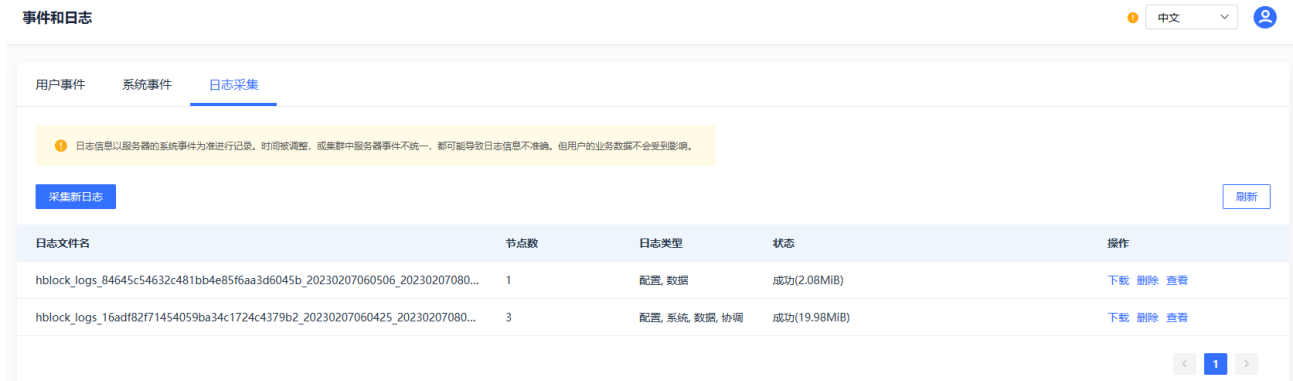 事件和日志
中文
用户事件 系统事件 日志采集
日志信息以服务器的系统事件为准进行记录。时间被调整，或集群中服务器事件不统一，都可能导致日志信息不准确。但用户的业务数据不会受到影响。
采集新日志 刷新
日志文件名 节点数 日志类型 状态 操作
hblock_logs_84645c54632c481bb4e85f6aa3d6045b_20230207060506_20230207080... 1 配置, 数据 成功(2.08MiB) 下载 删除 查看
hblock_logs_16adf82f71454059ba34c1724c4379b2_20230207060425_20230207080... 3 配置, 系统, 数据, 协调 成功(19.98MiB) 下载 删除 查看
< 1 >